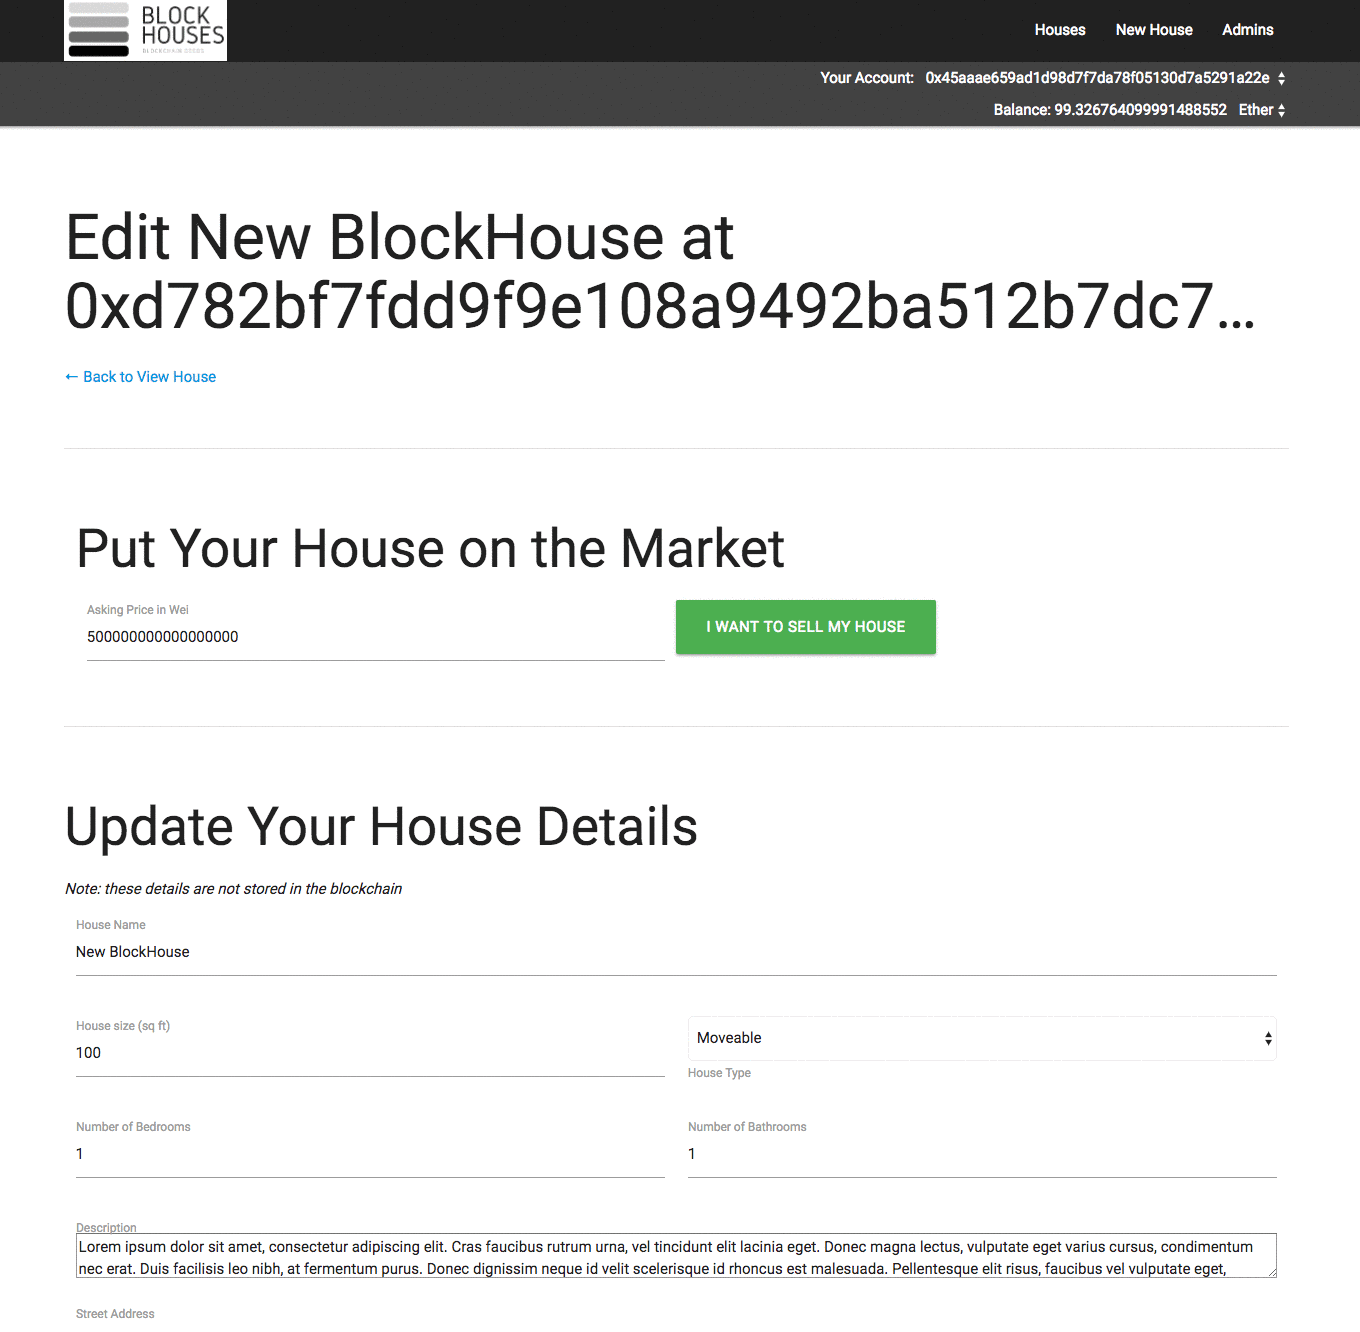 BLOCK
HOUSES
BLOCKCHAIN DEEDS
Houses New House Admins
Your Account: 0x45aaae659ad1d98d7f7da78f05130d7a5291a22e
Balance: 99.326764099991488552 Ether
Edit New BlockHouse at
0xd782bf7fdd9f9e108a9492ba512b7dc7...
← Back to View House
Put Your House on the Market
Asking Price in Wei
500000000000000000
I WANT TO SELL MY HOUSE
Update Your House Details
Note: these details are not stored in the blockchain
House Name
New BlockHouse
House size (sq ft)
100
Moveable
House Type
Number of Bedrooms
1
Number of Bathrooms
1
Description
Lorem ipsum dolor sit amet, consectetur adipiscing elit. Cras faucibus rutrum urna, vel tincidunt elit lacinia eget. Donec magna lectus, vulputate eget varius cursus, condimentum
nec erat. Duis facilisis leo nibh, at fermentum purus. Donec dignissim neque id velit scelerisque id rhoncus est malesuada. Pellentesque elit risus, faucibus vel vulputate eget,
Street Address